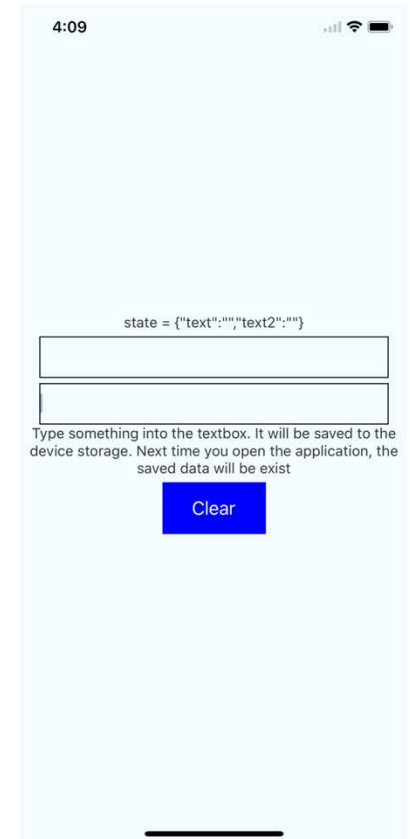 4:09
state = {"text":"","text2":""}
Type something into the textbox. It will be saved to the
device storage. Next time you open the application, the
saved data will be exist
Clear